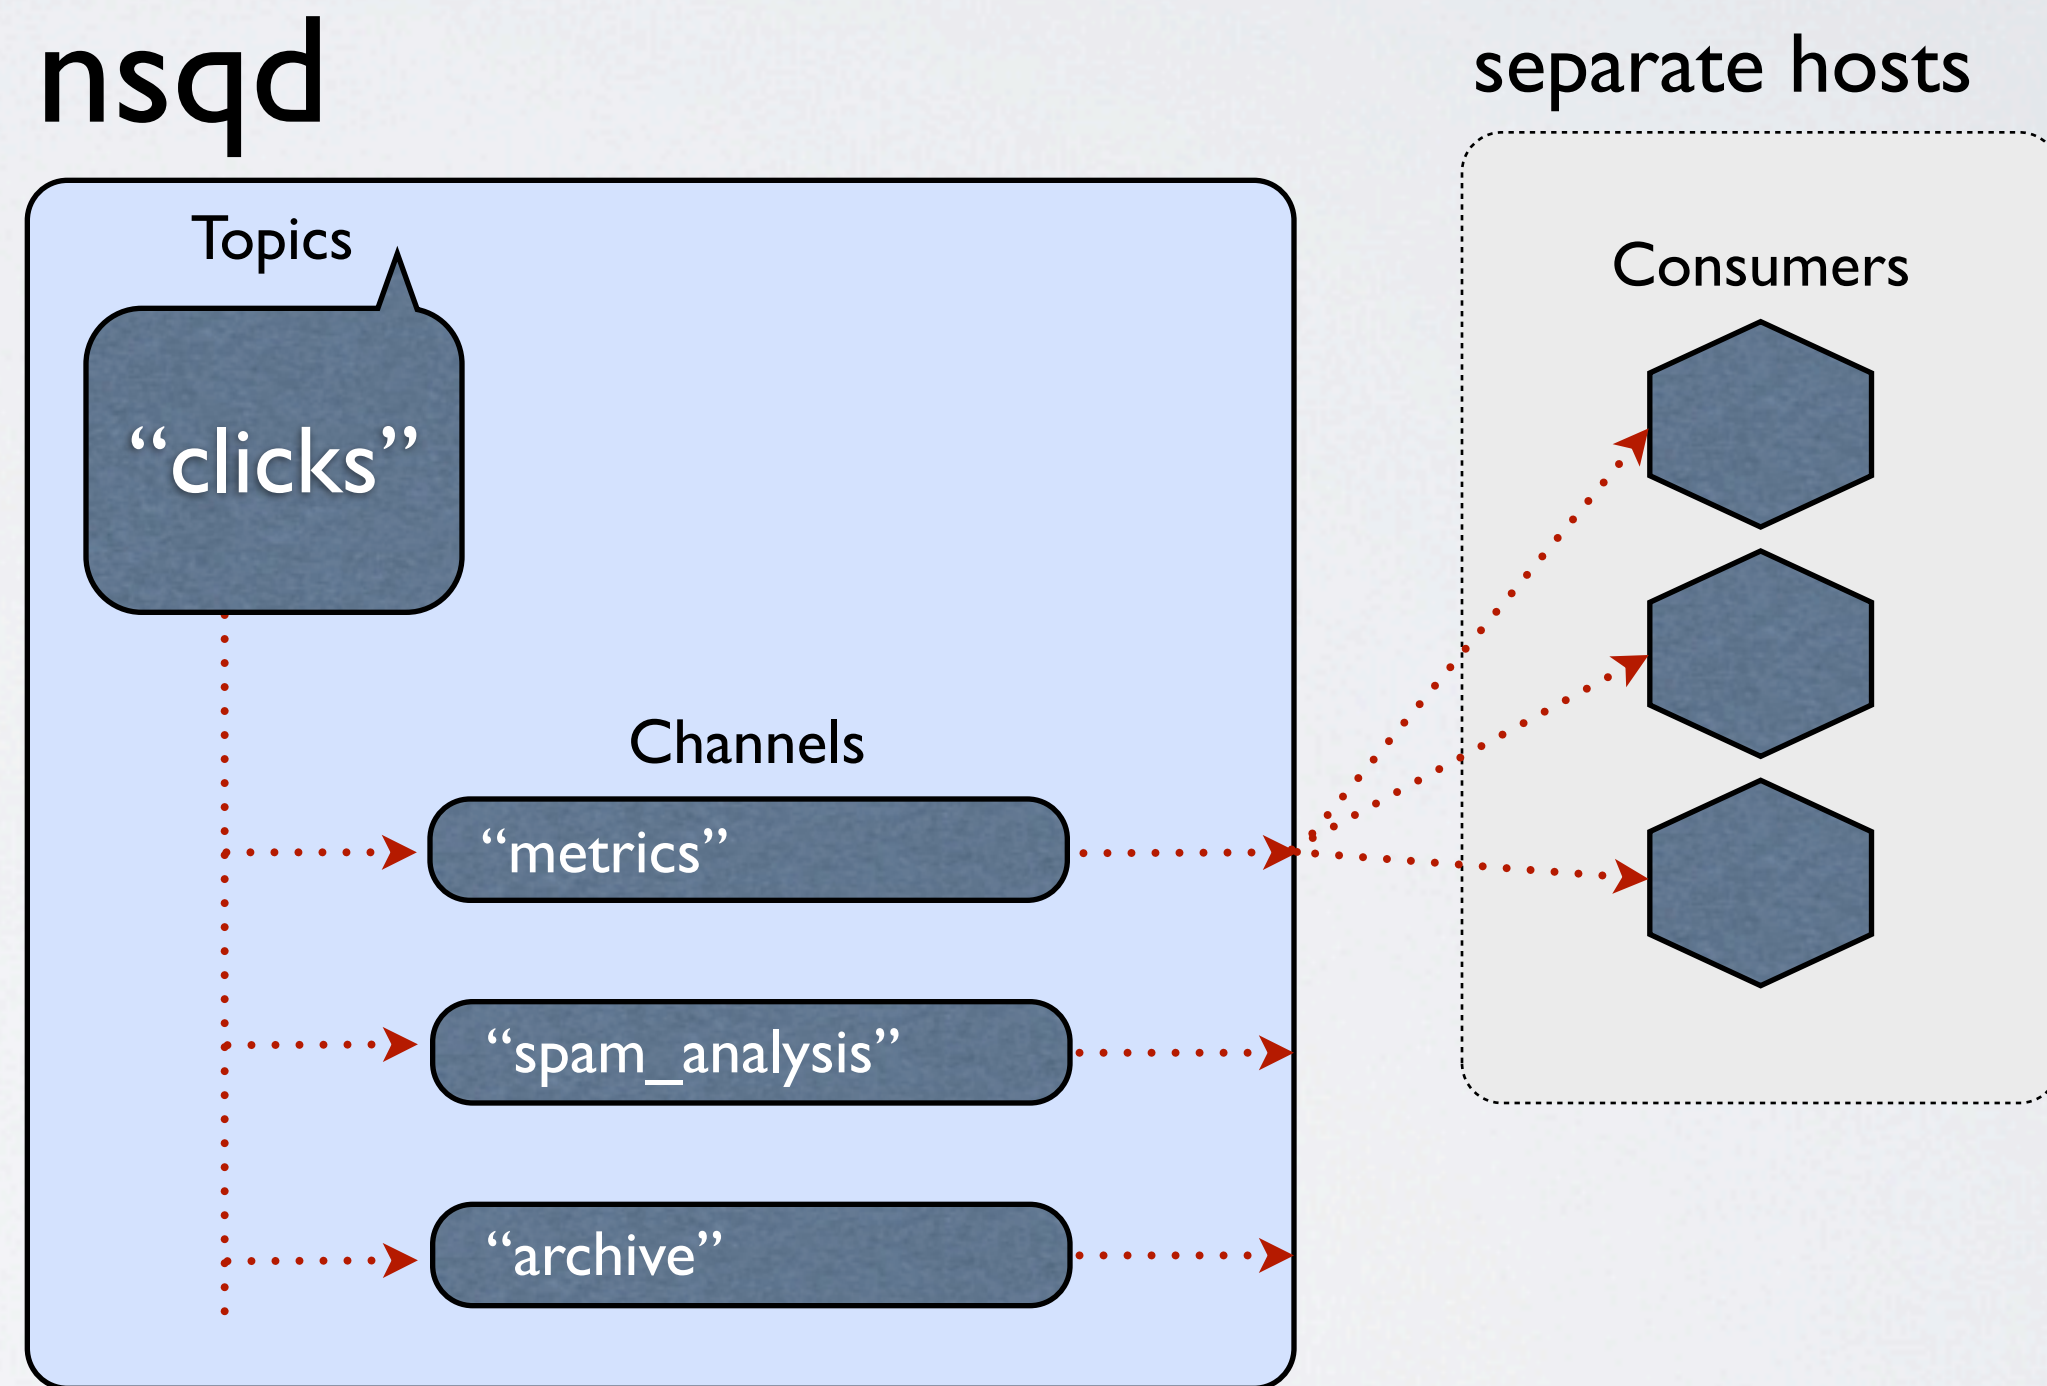 nsqd
separate hosts
Topics
“clicks”
Consumers
Channels
“metrics”
“spam_analysis”
“archive”